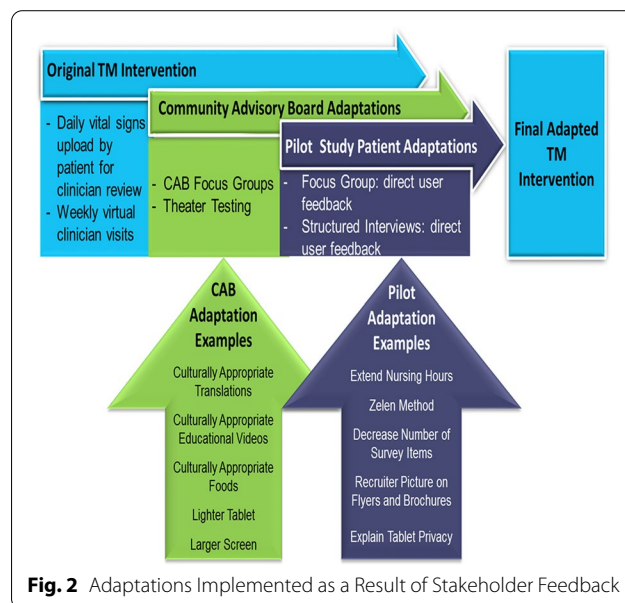 Original TM Intervention
- Daily vital signs
upload by
patient for
clinician review
- Weekly virtual
clinician visits
Community Advisory Board Adaptations
- CAB Focus Groups
- Theater Testing
Pilot Study Patient Adaptations
- Focus Group: direct user
feedback
- Structured Interviews: direct
user feedback
Final Adapted
TM
Intervention
CAB
Adaptation
Examples
Culturally Appropriate
Translations
Culturally Appropriate
Educational Videos
Culturally Appropriate
Foods
Lighter Tablet
Larger Screen
Pilot
Adaptation
Examples
Extend Nursing Hours
Zelen Method
Decrease Number of
Survey Items
Recruiter Picture on
Flyers and Brochures
Explain Tablet Privacy
Fig. 2 Adaptations Implemented as a Result of Stakeholder Feedback